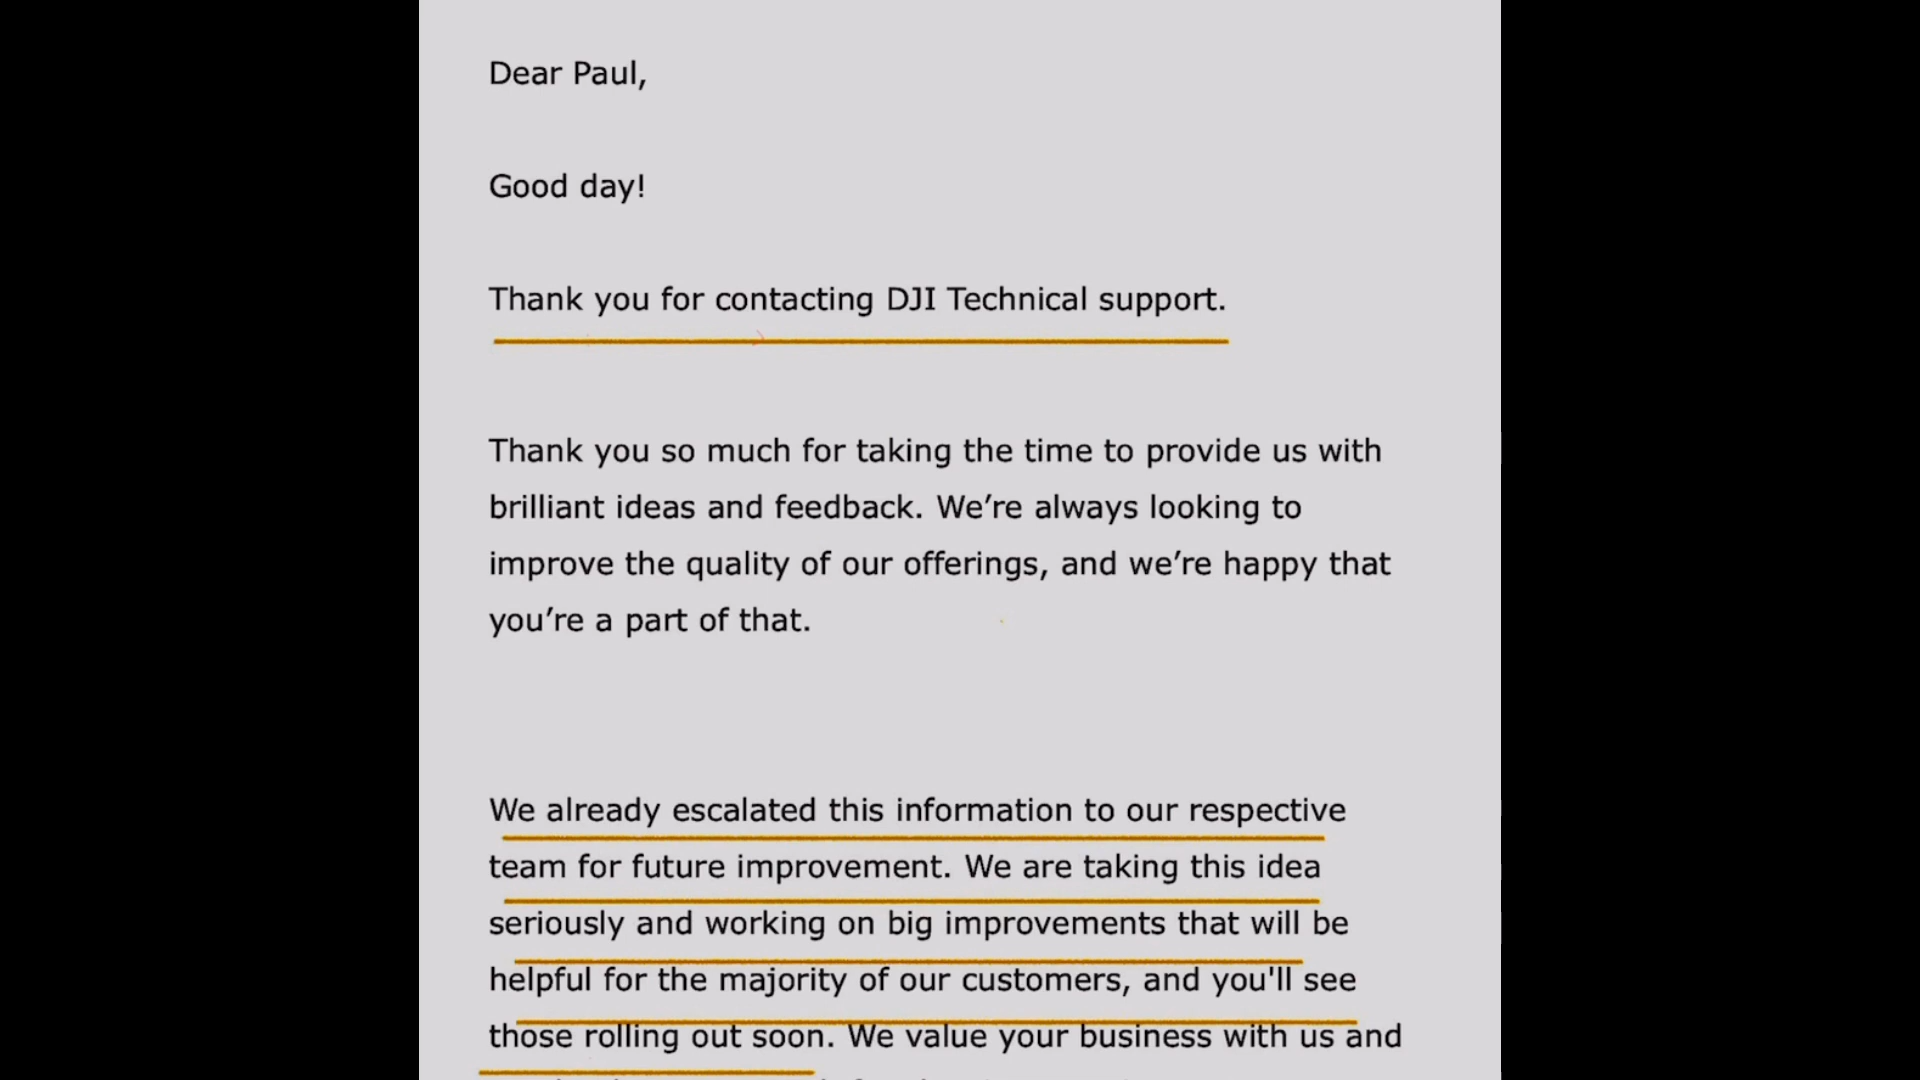 Dear Paul,
Good day!
Thank you for contacting DJI Technical support.
Thank you so much for taking the time to provide us with
brilliant ideas and feedback. We’re always looking to
improve the quality of our offerings, and we’re happy that
you’re a part of that.
We already escalated this information to our respective
team for future improvement. We are taking this idea
seriously and working on big improvements that will be
helpful for the majority of our customers, and you'll see
those rolling out soon. We value your business with us and